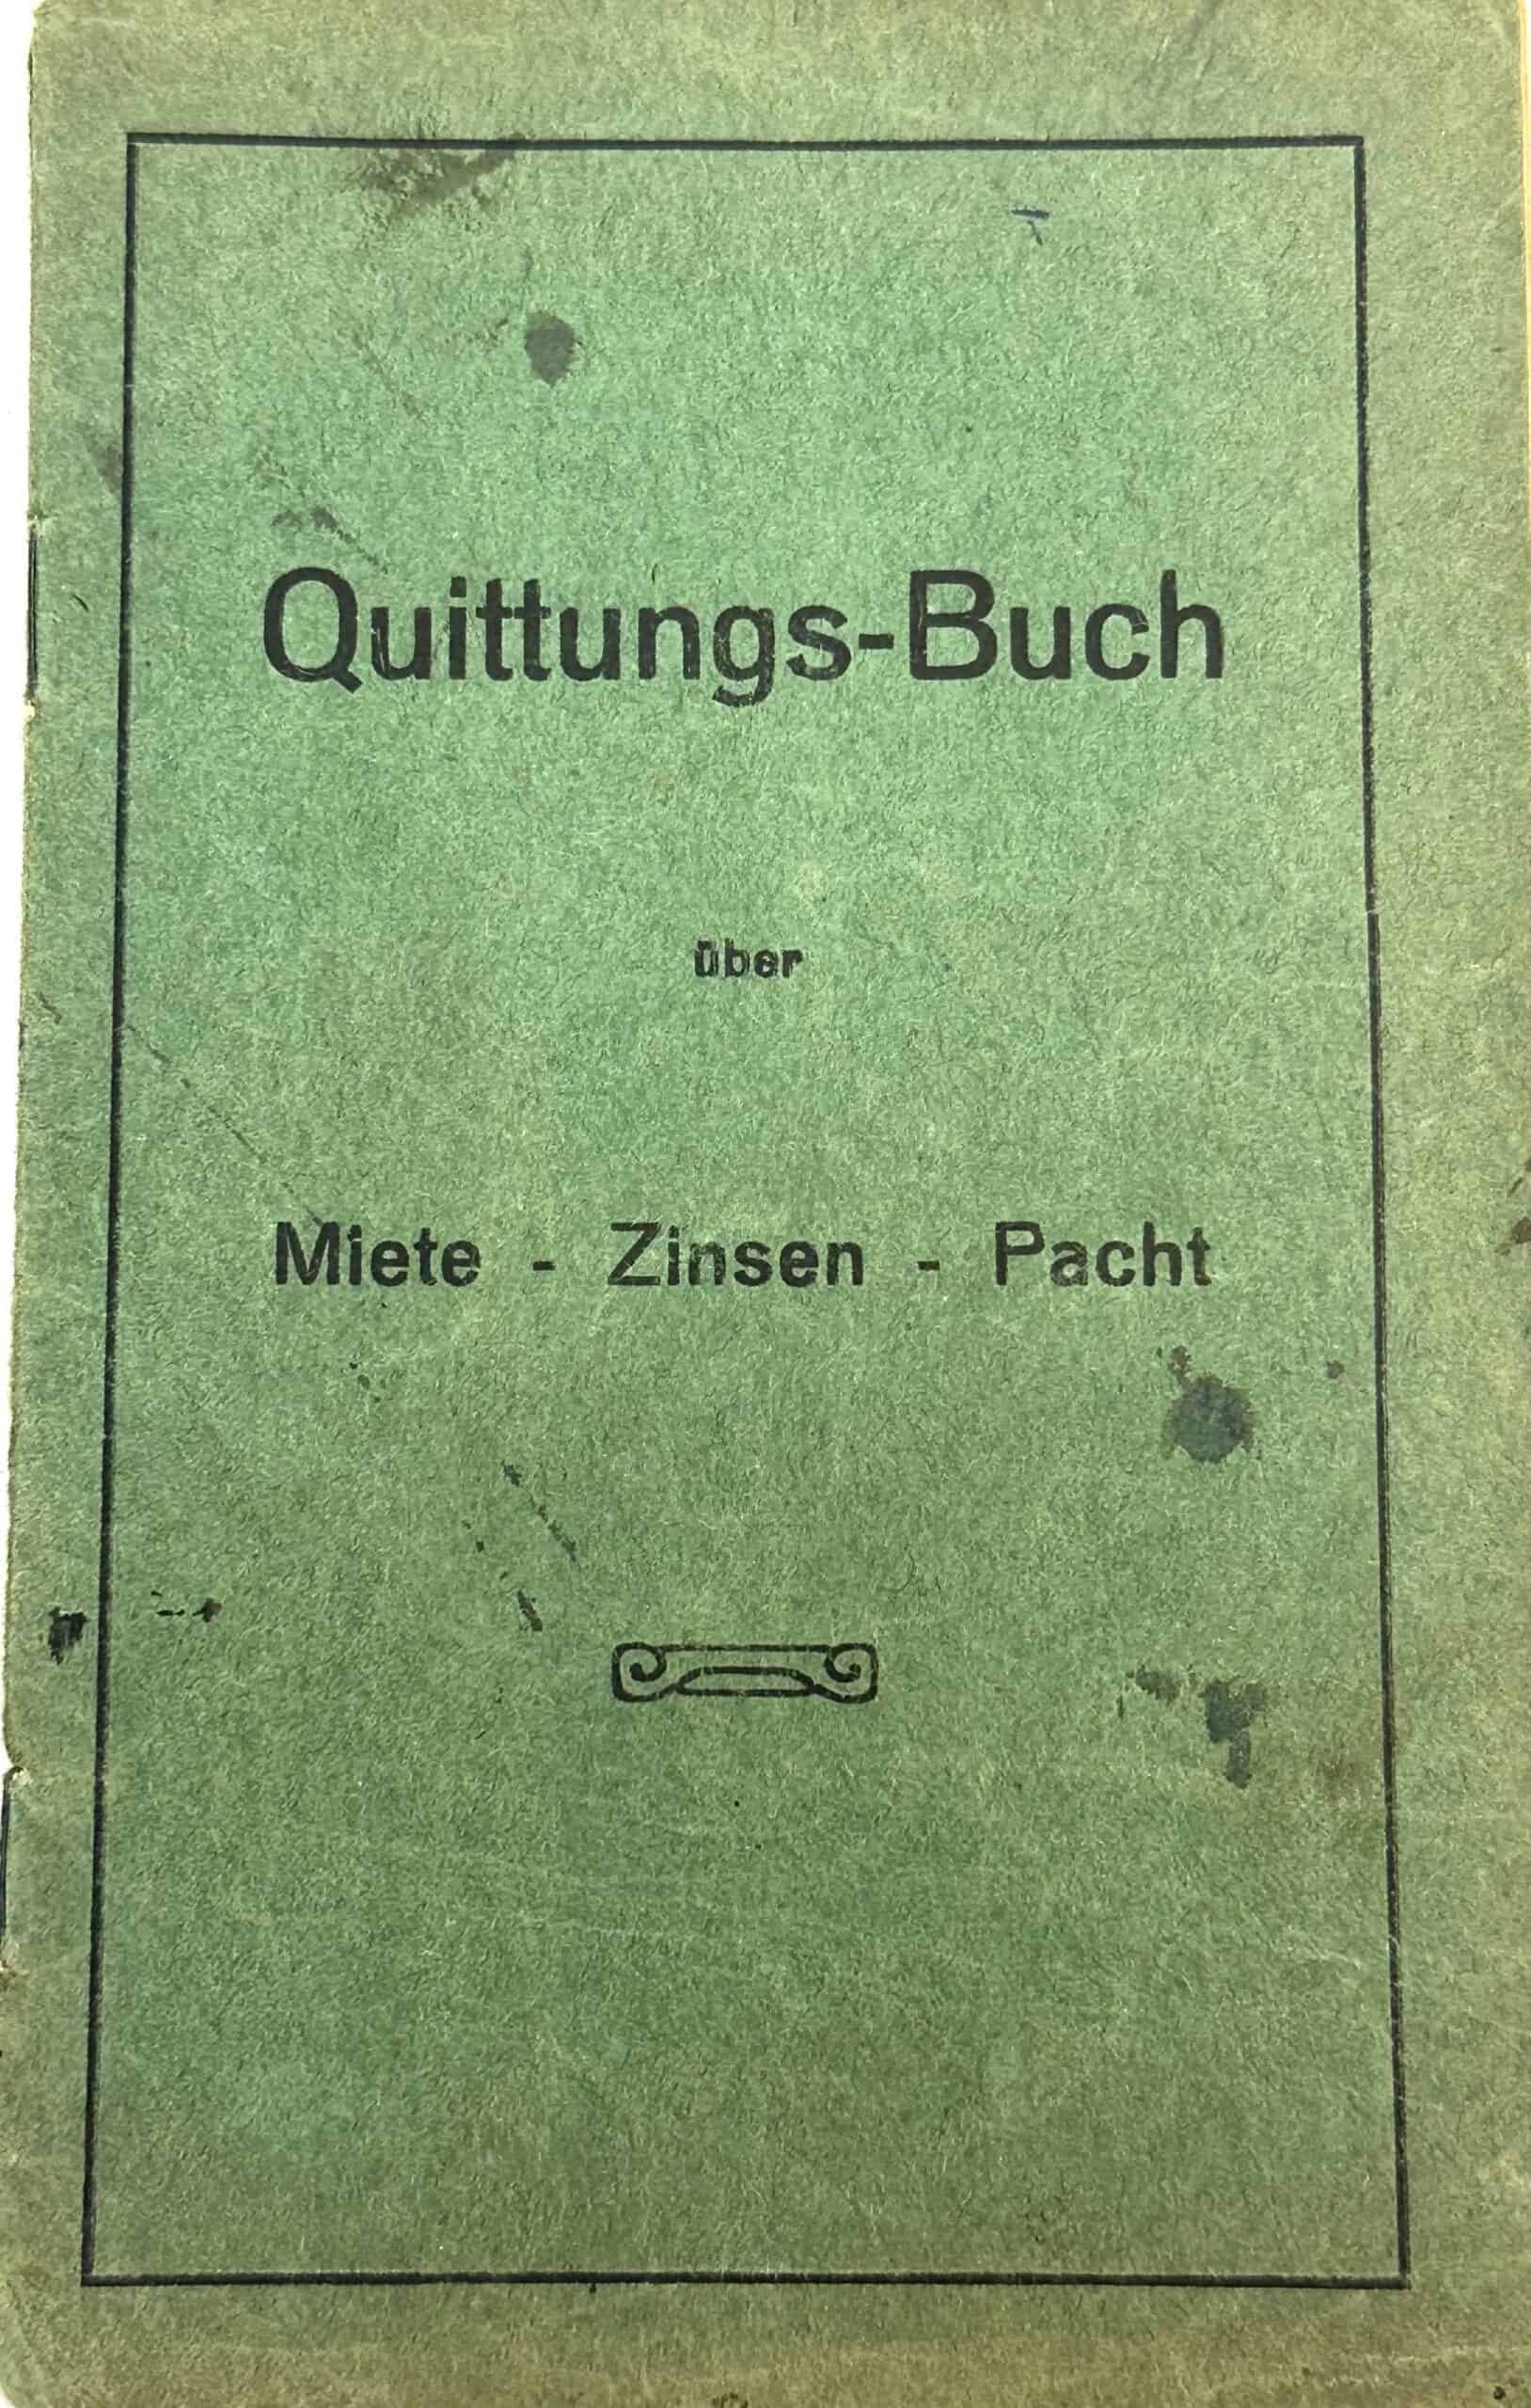 Quittungs-Buch
über
Miete - Zinsen - Pacht